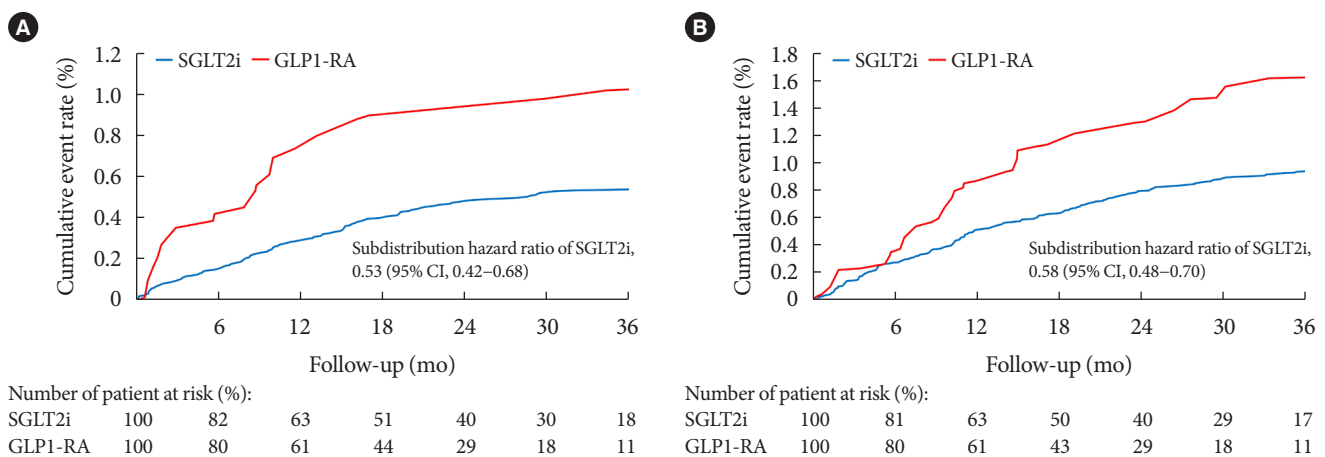 A
Cumulative event rate (%)
1.2
1.0
0.8
0.6
0.4
0.2
0
SGLT2i GLP1-RA
Subdistribution hazard ratio of SGLT2i,
0.53 (95% CI, 0.42–0.68)
6 12 18 24 30 36
Follow-up (mo)
Number of patient at risk (%):
SGLT2i 100 82 63 51 40 30 18
GLP1-RA 100 80 61 44 29 18 11
B
Cumulative event rate (%)
1.8
1.6
1.4
1.2
1.0
0.8
0.6
0.4
0.2
0
SGLT2i GLP1-RA
Subdistribution hazard ratio of SGLT2i,
0.58 (95% CI, 0.48–0.70)
6 12 18 24 30 36
Follow-up (mo)
Number of patient at risk (%):
SGLT2i 100 81 63 50 40 29 17
GLP1-RA 100 80 61 43 29 18 11